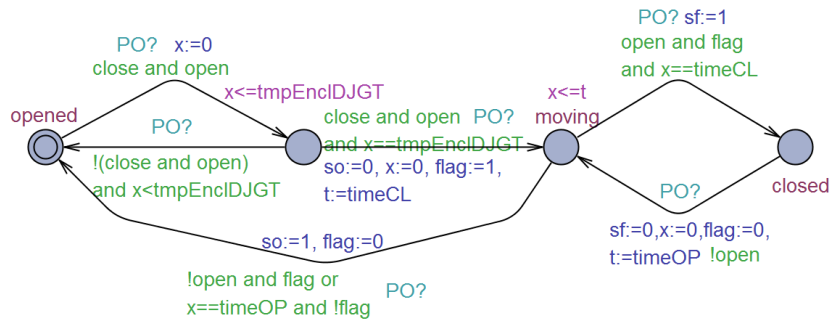 PO? x:=0
close and open
opened
PO?
!(close and open)
and x<tmpEnclDJGT
x<=tmpEnclDJGT
close and open PO?
and x==tmpEnclDJGT
so:=0, x:=0, flag:=1,
t:=timeCL
so:=1, flag:=0
!open and flag or
x==timeOP and !flag
PO?
x<=t
moving
PO? sf:=1
open and flag
and x==timeCL
closed
PO?
sf:=0,x:=0,flag:=0,
t:=timeOP !open